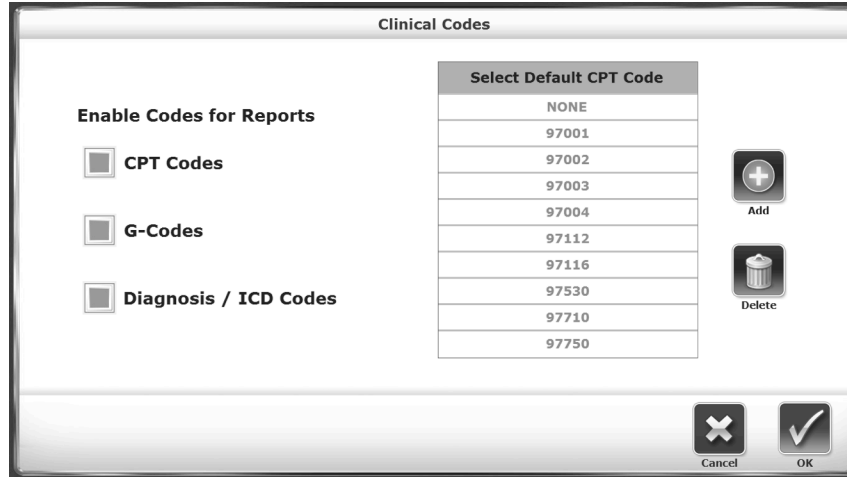 Clinical Codes
Enable Codes for Reports
CPT Codes
G-Codes
Diagnosis / ICD Codes
Select Default CPT Code
NONE
97001
97002
97003
97004
97112
97116
97530
97710
97750
Add
Delete
Cancel
OK